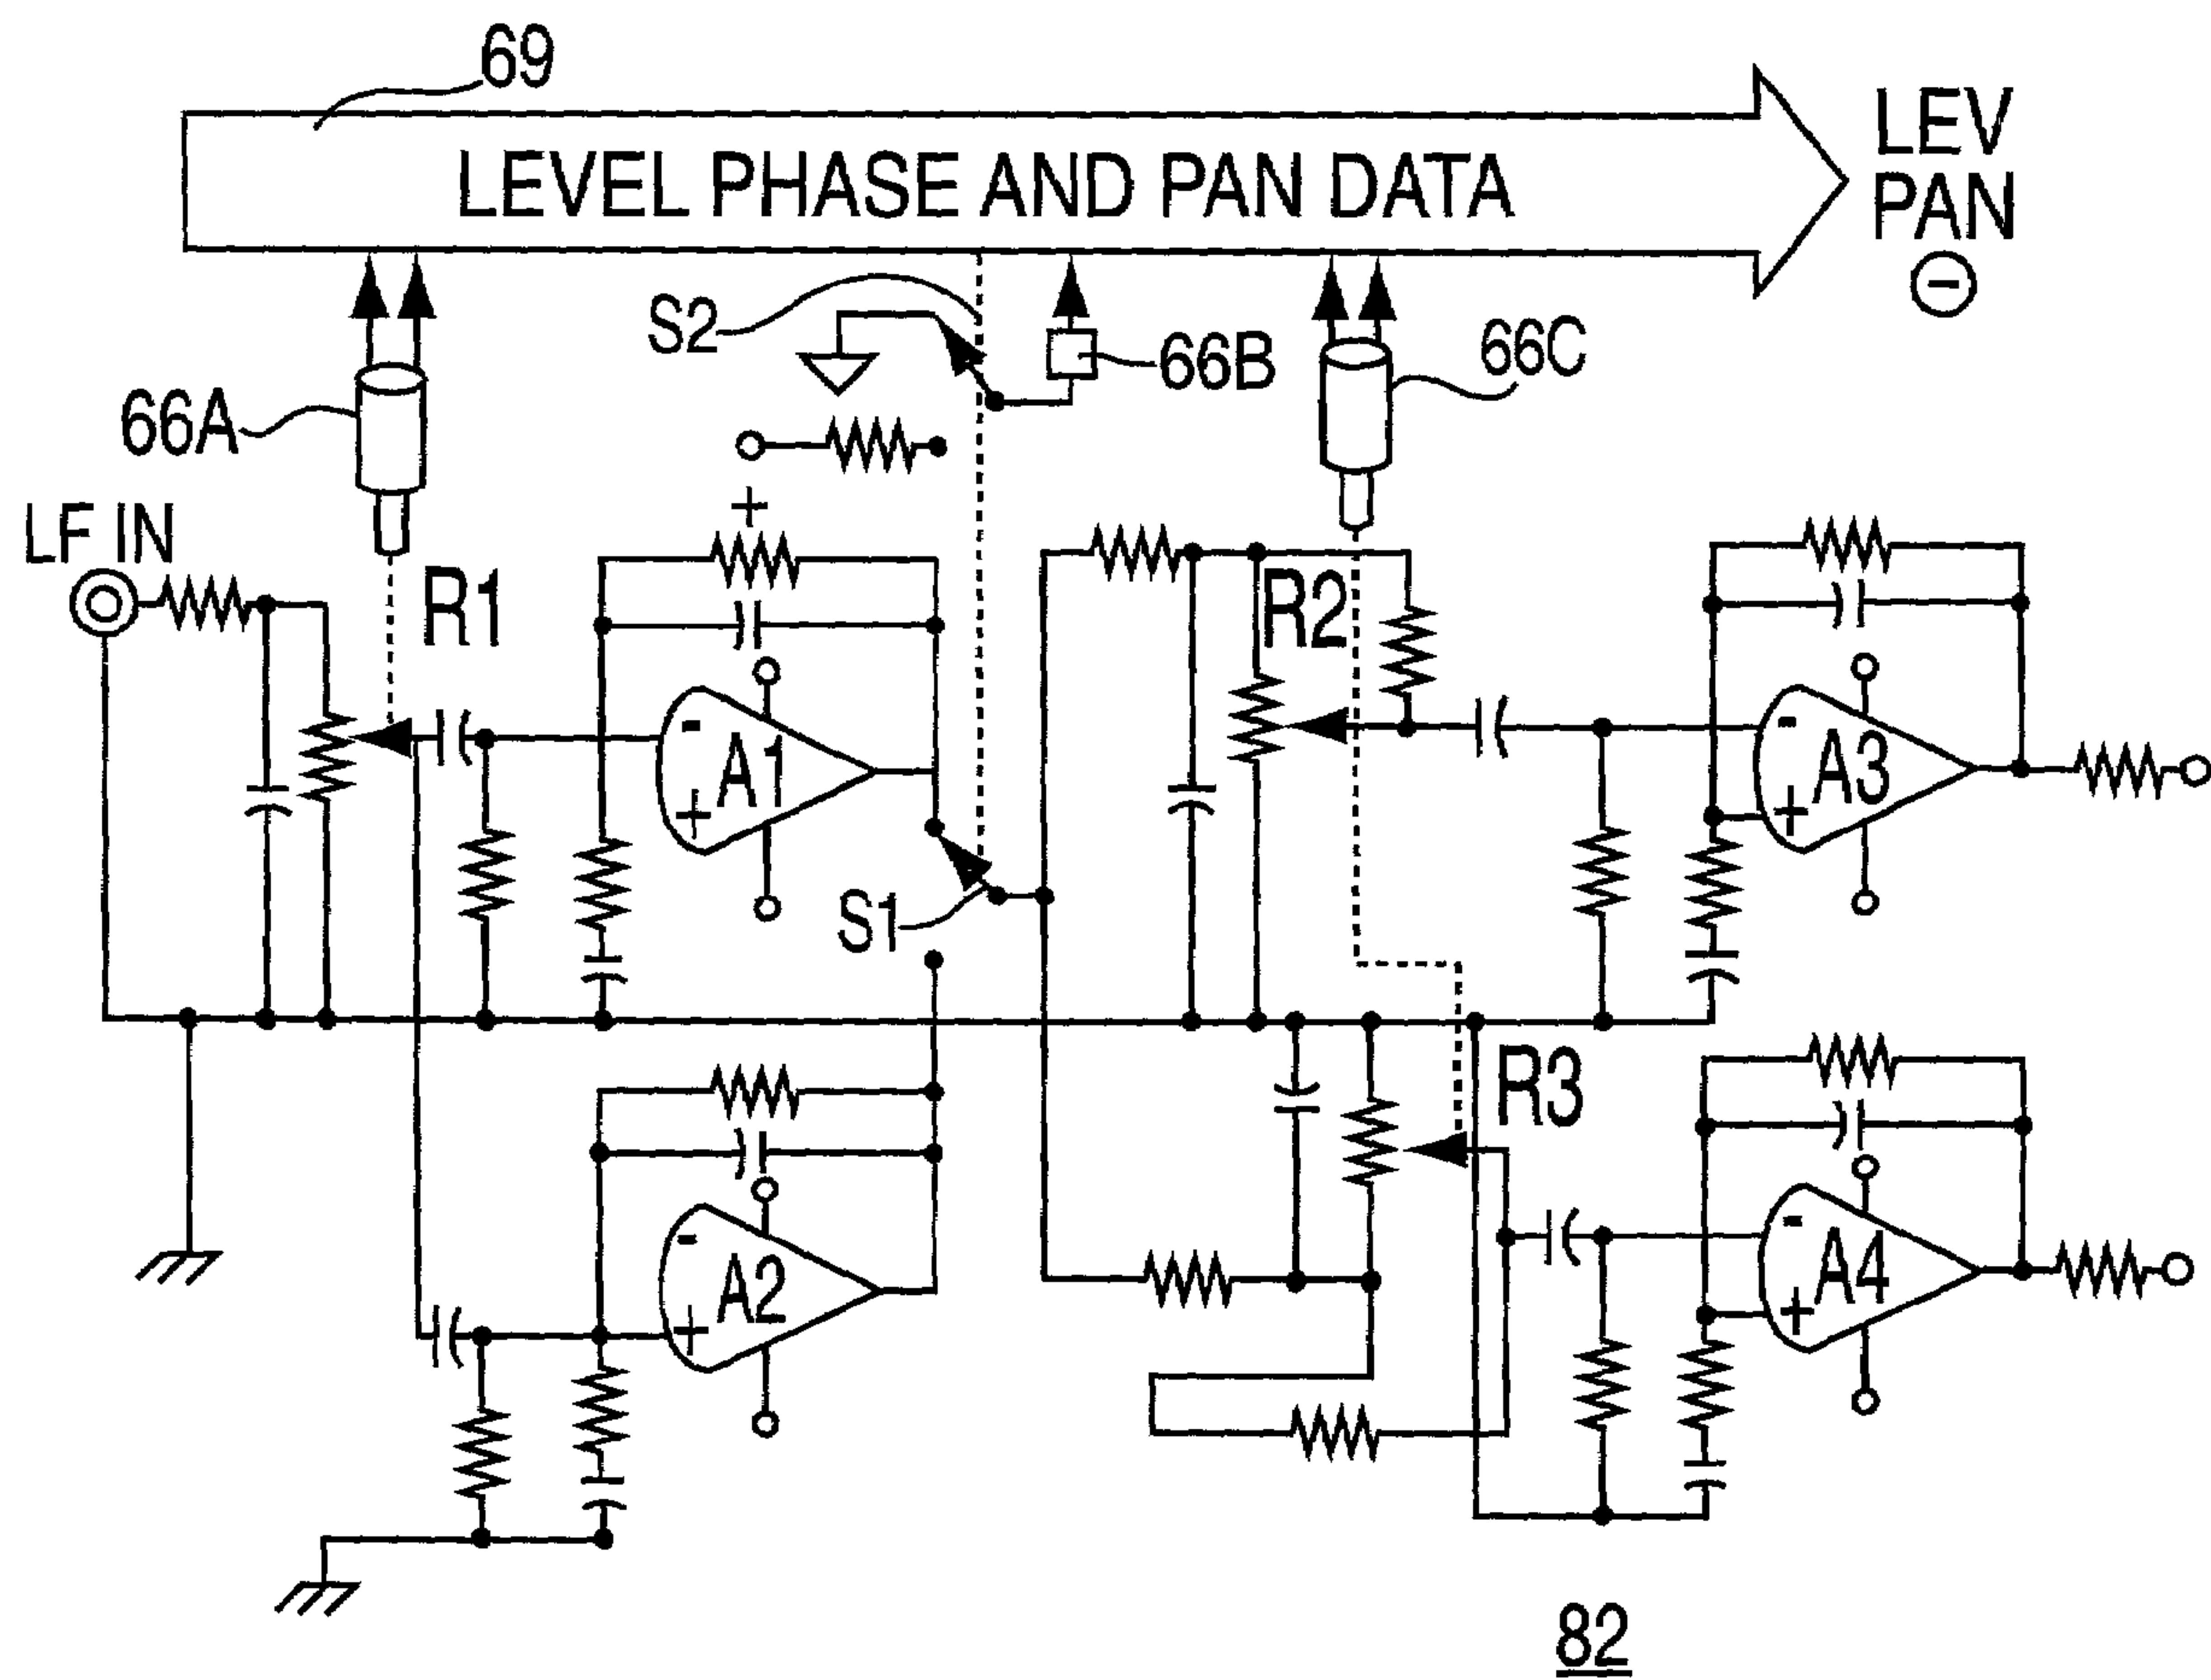 69
LEVEL PHASE AND PAN DATA
LEV
PAN
-
S2
66B
66C
66A
+
LF IN
R1
R2
-
A1
+
-
A3
+
S1
R3
-
A2
+
-
A4
+
82